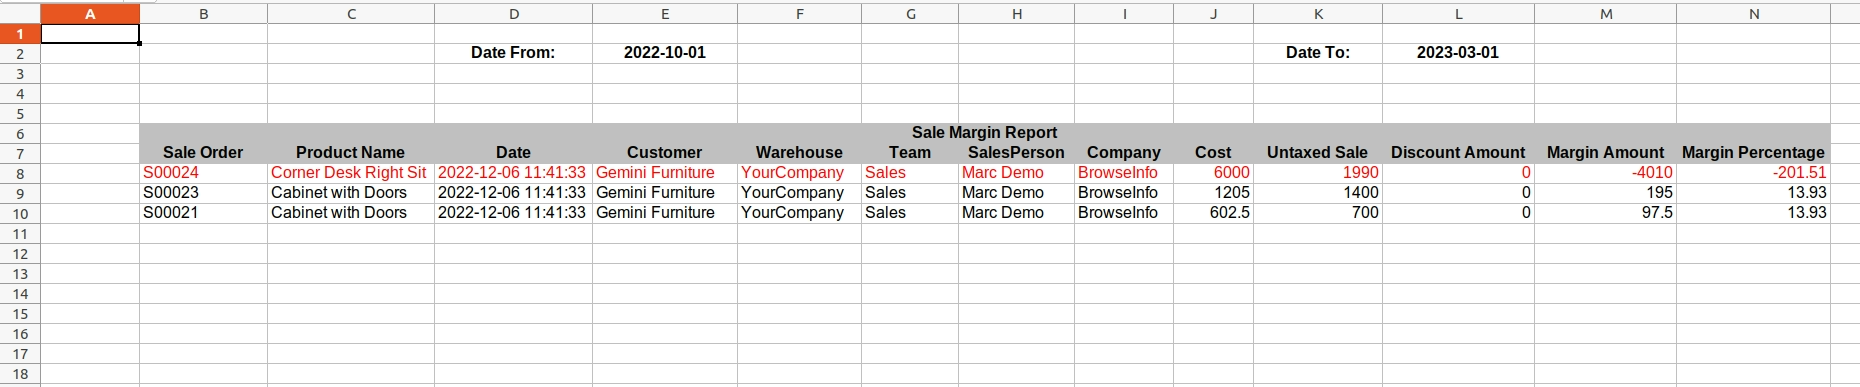 A B C D E F G H I J K L M N
1
2 Date From: 2022-10-01 Date To: 2023-03-01
3
4
5
6 Sale Margin Report
7 Sale Order Product Name Date Customer Warehouse Team SalesPerson Company Cost Untaxed Sale Discount Amount Margin Amount Margin Percentage
8 S00024 Corner Desk Right Sit 2022-12-06 11:41:33 Gemini Furniture YourCompany Sales Marc Demo BrowseInfo 6000 1990 0 -4010 -201.51
9 S00023 Cabinet with Doors 2022-12-06 11:41:33 Gemini Furniture YourCompany Sales Marc Demo BrowseInfo 1205 1400 0 195 13.93
10 S00021 Cabinet with Doors 2022-12-06 11:41:33 Gemini Furniture YourCompany Sales Marc Demo BrowseInfo 602.5 700 0 97.5 13.93
11
12
13
14
15
16
17
18